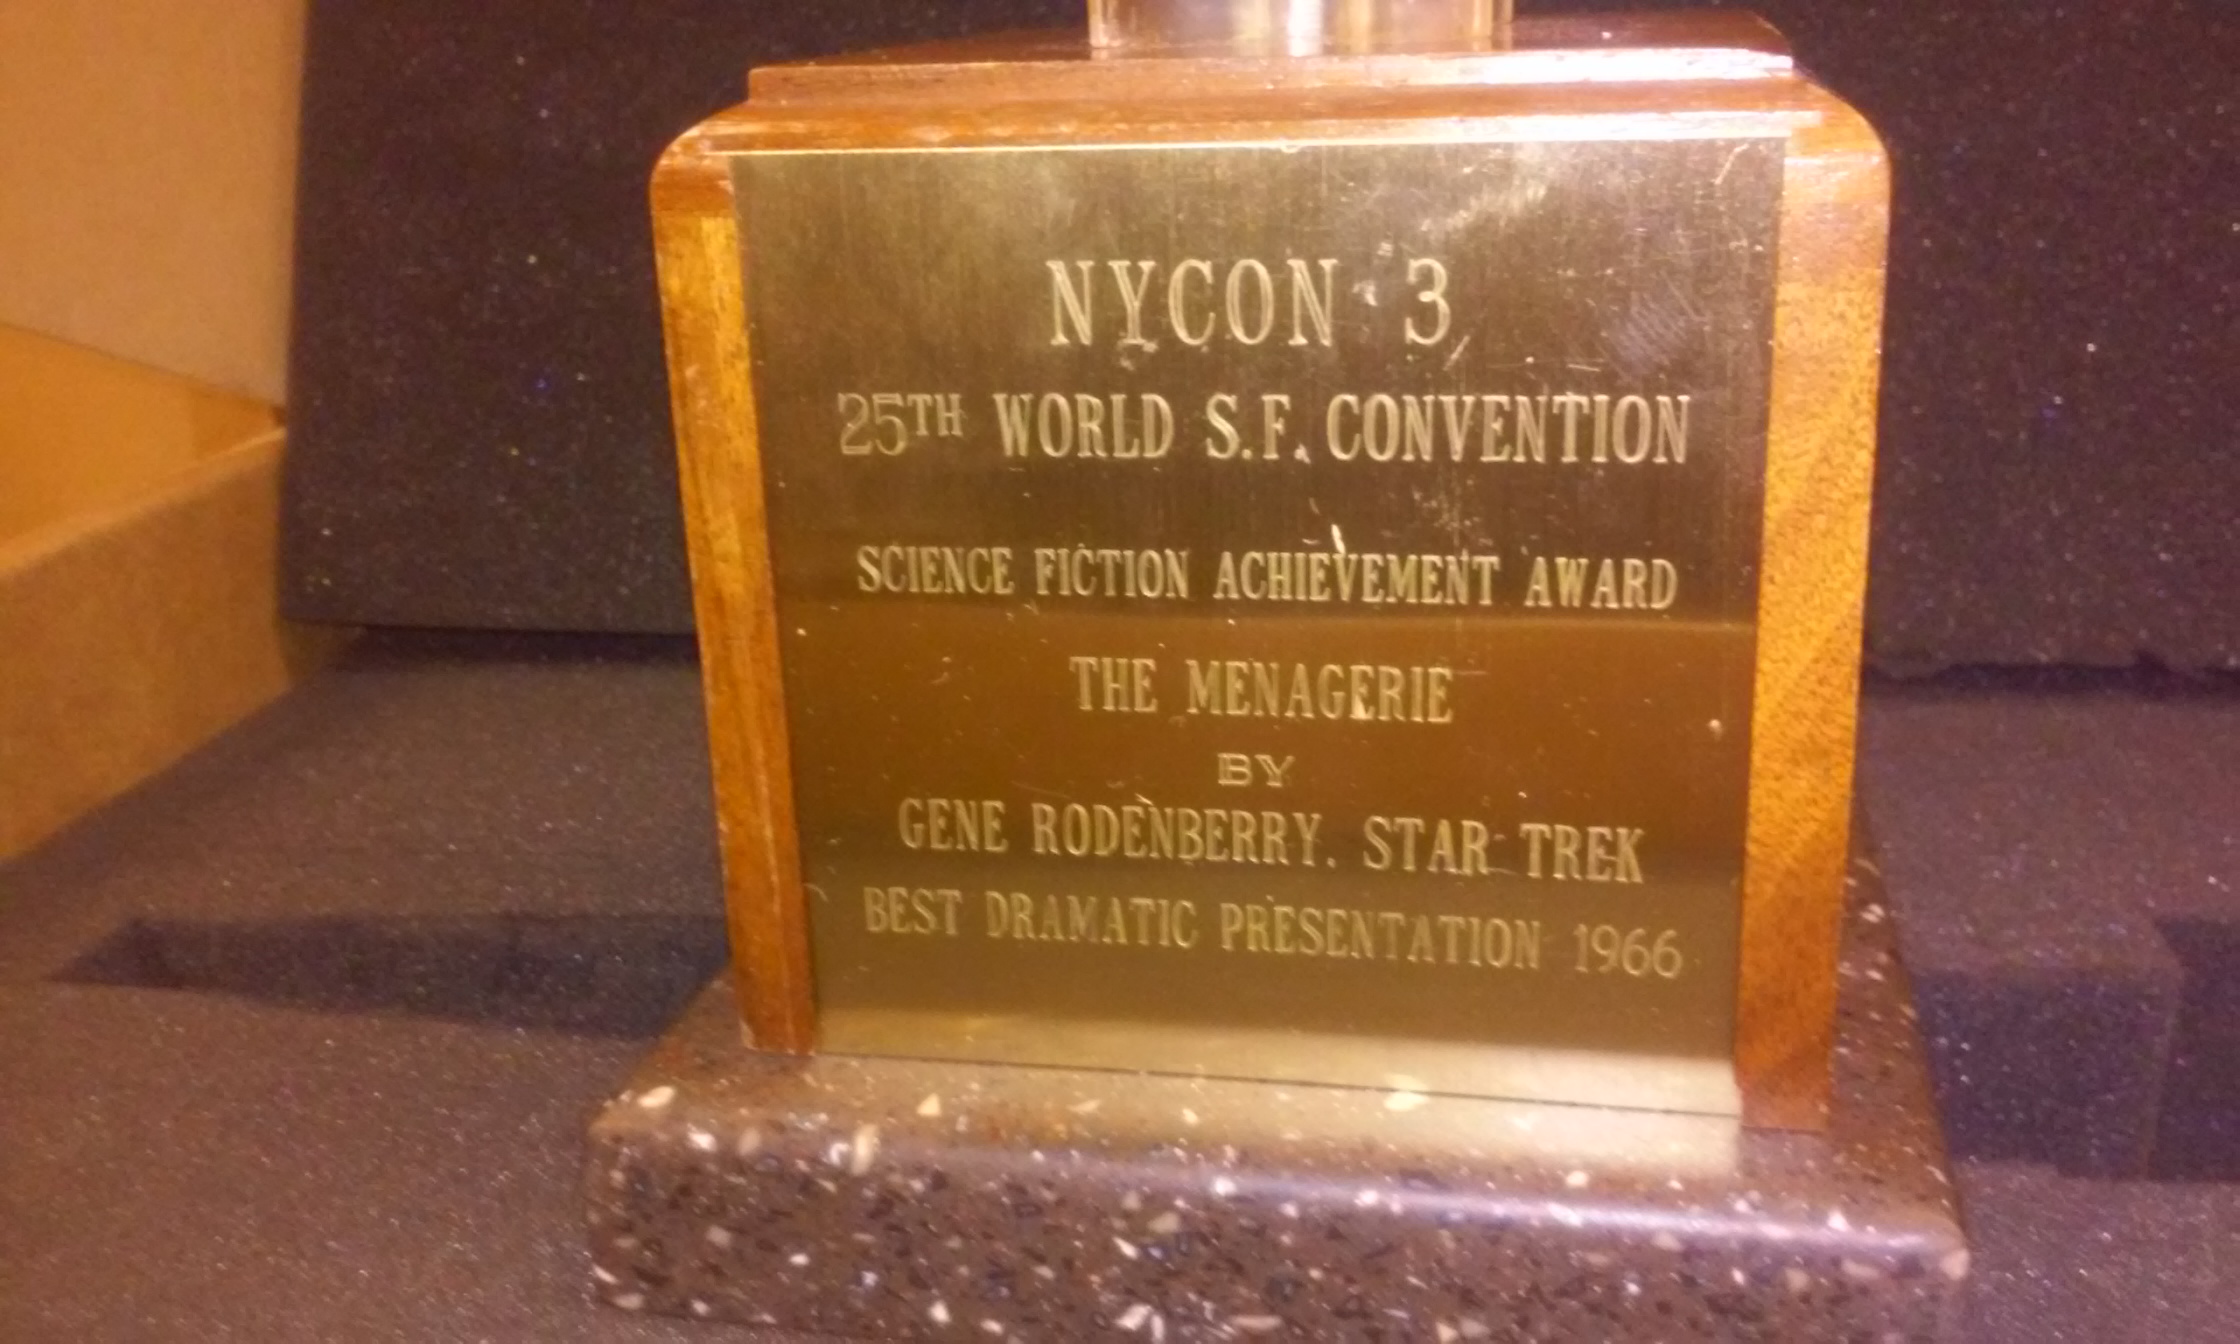 NYCON 3
25TH WORLD S.F. CONVENTION
SCIENCE FICTION ACHIEVEMENT AWARD
THE MENAGERIE
BY
GENE RODENBERRY. STAR TREK
BEST DRAMATIC PRESENTATION 1966